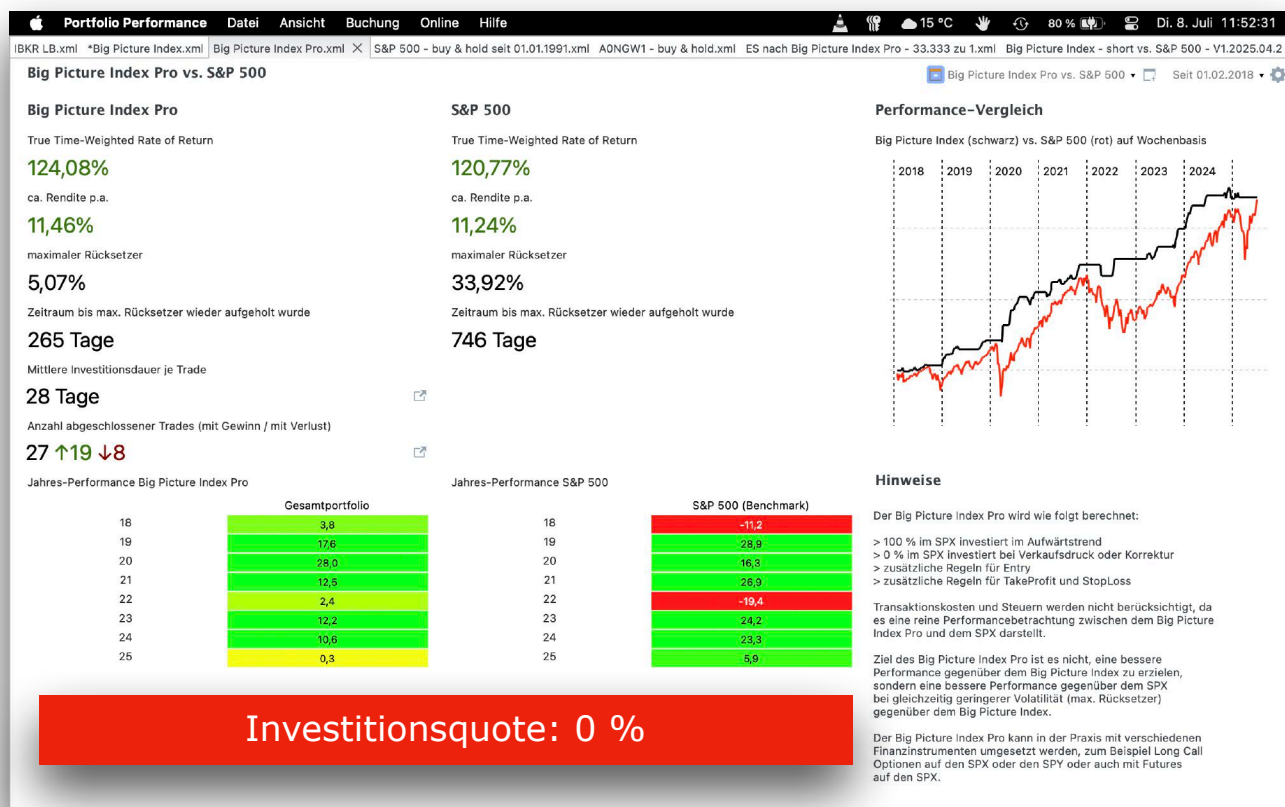 Portfolio Performance Datei Ansicht Buchung Online Hilfe 15 °C 80 % Di. 8. Juli 11:52:31
IBKR LB.xml *Big Picture Index.xml Big Picture Index Pro.xml S&P 500 - buy & hold seit 01.01.1991.xml A0NGW1 - buy & hold.xml ES nach Big Picture Index Pro - 33.333 zu 1.xml Big Picture Index - short vs. S&P 500 - V1.2025.04.2
Big Picture Index Pro vs. S&P 500
Big Picture Index Pro vs. S&P 500 Seit 01.02.2018
Big Picture Index Pro
True Time-Weighted Rate of Return
124,08%
ca. Rendite p.a.
11,46%
maximaler Rücksetzer
5,07%
Zeitraum bis max. Rücksetzer wieder aufgeholt wurde
265 Tage
Mittlere Investitionsdauer je Trade
28 Tage
Anzahl abgeschlossener Trades (mit Gewinn / mit Verlust)
27 ↑19 ↓8
Jahres-Performance Big Picture Index Pro
Gesamtportfolio
18 3,8
19 17,6
20 28,0
21 12,5
22 2,4
23 12,2
24 10,6
25 0,3
S&P 500
True Time-Weighted Rate of Return
120,77%
ca. Rendite p.a.
11,24%
maximaler Rücksetzer
33,92%
Zeitraum bis max. Rücksetzer wieder aufgeholt wurde
746 Tage
Jahres-Performance S&P 500
S&P 500 (Benchmark)
18 -11,2
19 28,9
20 16,3
21 26,9
22 -19,4
23 24,2
24 23,3
25 5,9
Performance-Vergleich
Big Picture Index (schwarz) vs. S&P 500 (rot) auf Wochenbasis
2018 2019 2020 2021 2022 2023 2024
Hinweise
Der Big Picture Index Pro wird wie folgt berechnet:
> 100 % im SPX investiert im Aufwärtstrend
> 0 % im SPX investiert bei Verkaufsdruck oder Korrektur
> zusätzliche Regeln für Entry
> zusätzliche Regeln für TakeProfit und StopLoss
Transaktionskosten und Steuern werden nicht berücksichtigt, da
es eine reine Performancebetrachtung zwischen dem Big Picture
Index Pro und dem SPX darstellt.
Ziel des Big Picture Index Pro ist es nicht, eine bessere
Performance gegenüber dem Big Picture Index zu erzielen,
sondern eine bessere Performance gegenüber dem SPX
bei gleichzeitig geringerer Volatilität (max. Rücksetzer)
gegenüber dem Big Picture Index.
Der Big Picture Index Pro kann in der Praxis mit verschiedenen
Finanzinstrumenten umgesetzt werden, zum Beispiel Long Call
Optionen auf den SPX oder den SPY oder auch mit Futures
auf den SPX.
Investitionsquote: 0 %